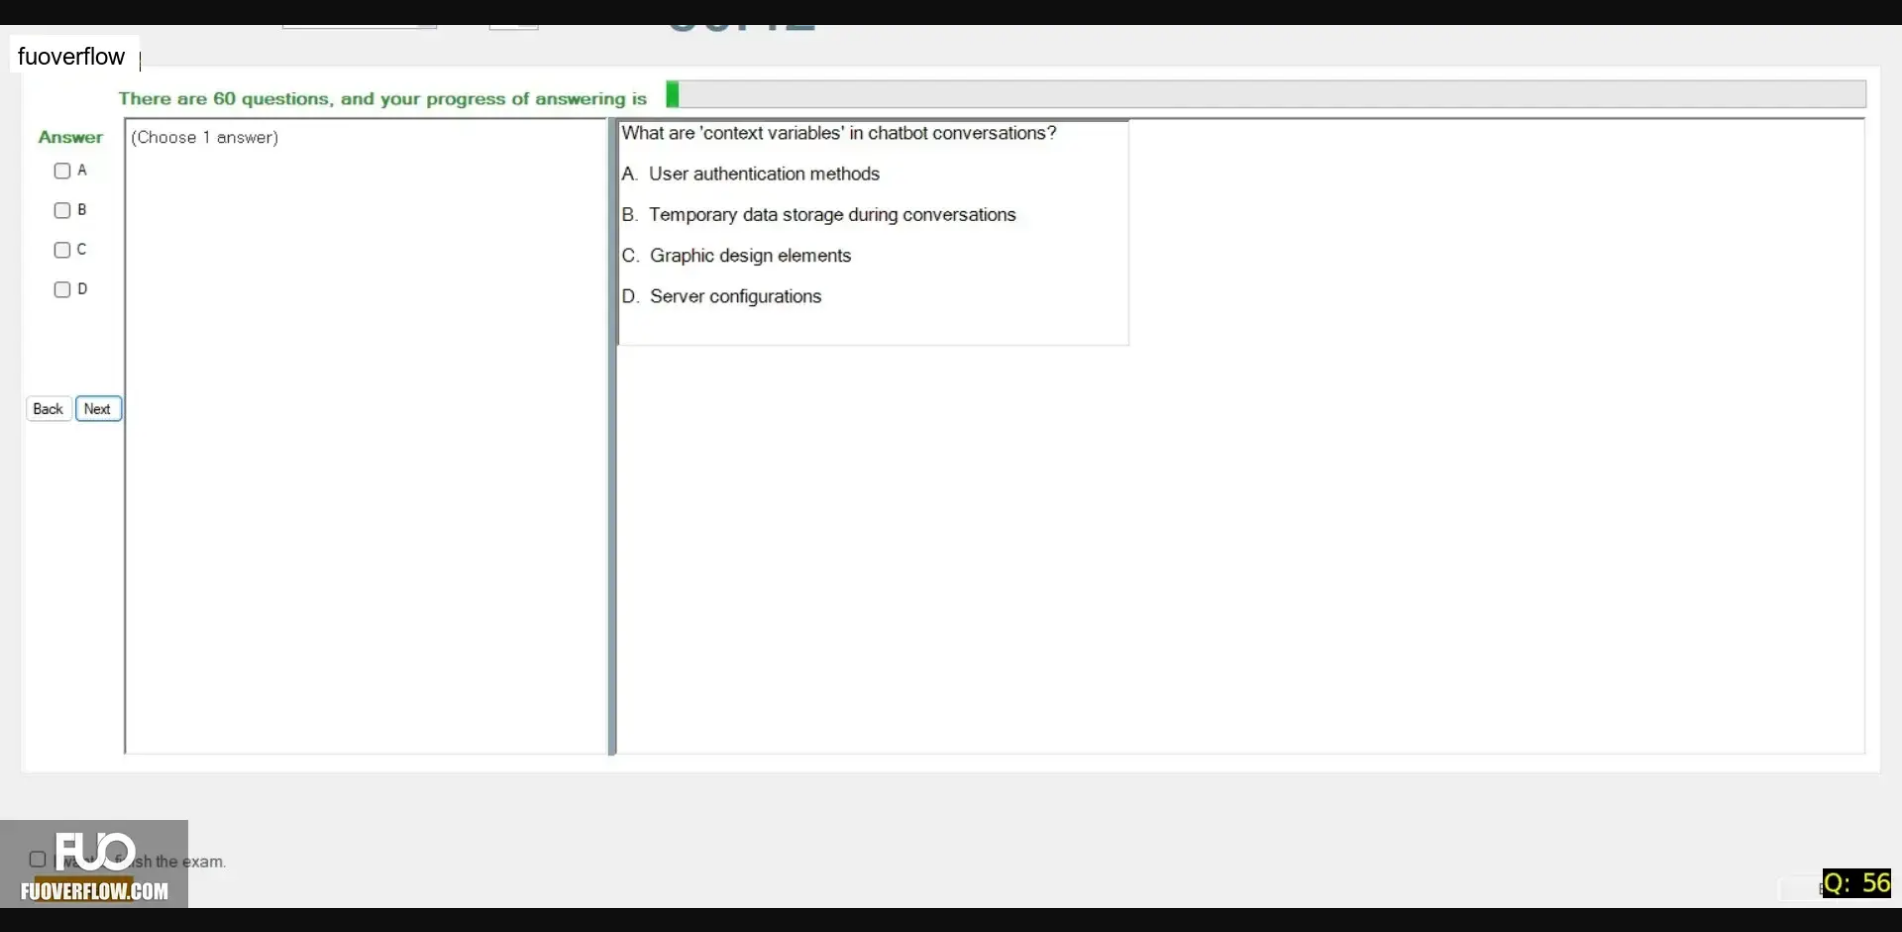 fuoverflow
There are 60 questions, and your progress of answering is
Answer
(Choose 1 answer)
A
B
C
D
Back
Next
What are 'context variables' in chatbot conversations?
A. User authentication methods
B. Temporary data storage during conversations
C. Graphic design elements
D. Server configurations
FUO
sh the exam.
FUOVERFLOW.COM
Q: 56